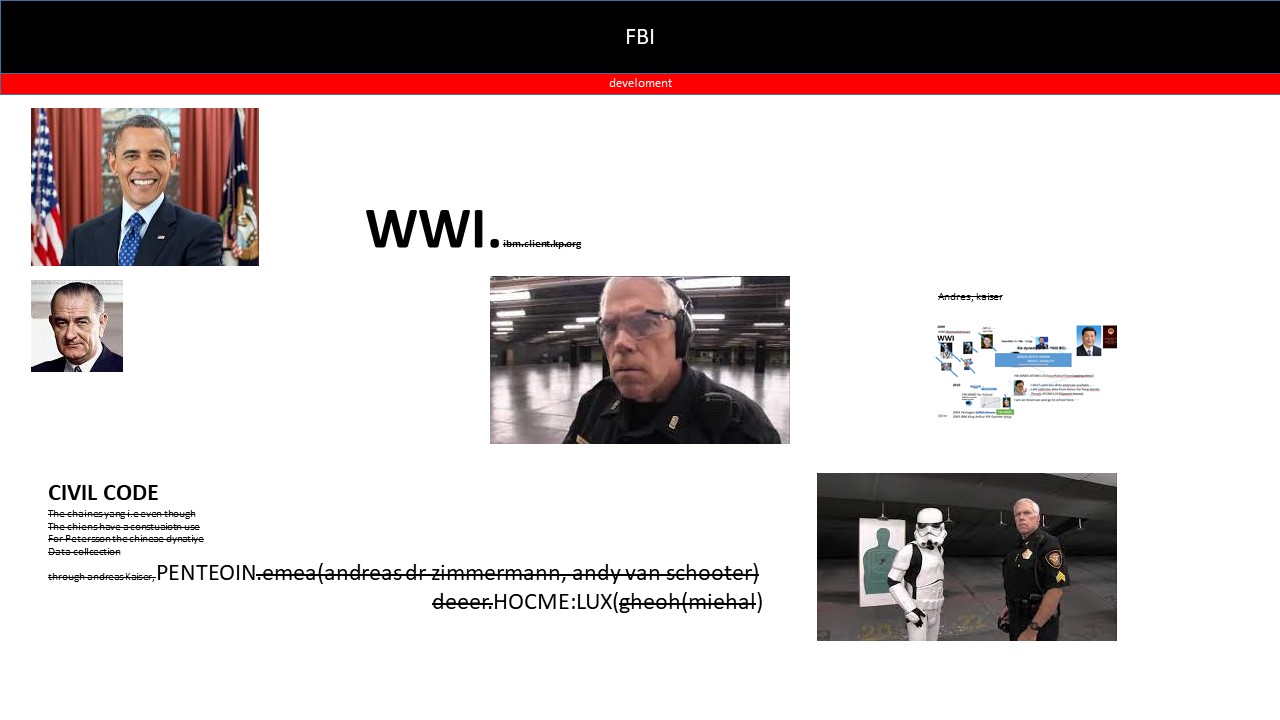 FBI
develoment
WWI. ibm.client.kp.org
Andres, kaiser
WWI
CIVIL CODE
The chaines yang i.e even though
The chiens have a constuaiotn use
For Petersson the chineae dynatiye
Data collcection
through andreas Kaiser, PENTEOIN.emea(andreas dr zimmermann, andy van schooter)
deeer.HOCME:LUX(gheoh(miehal)